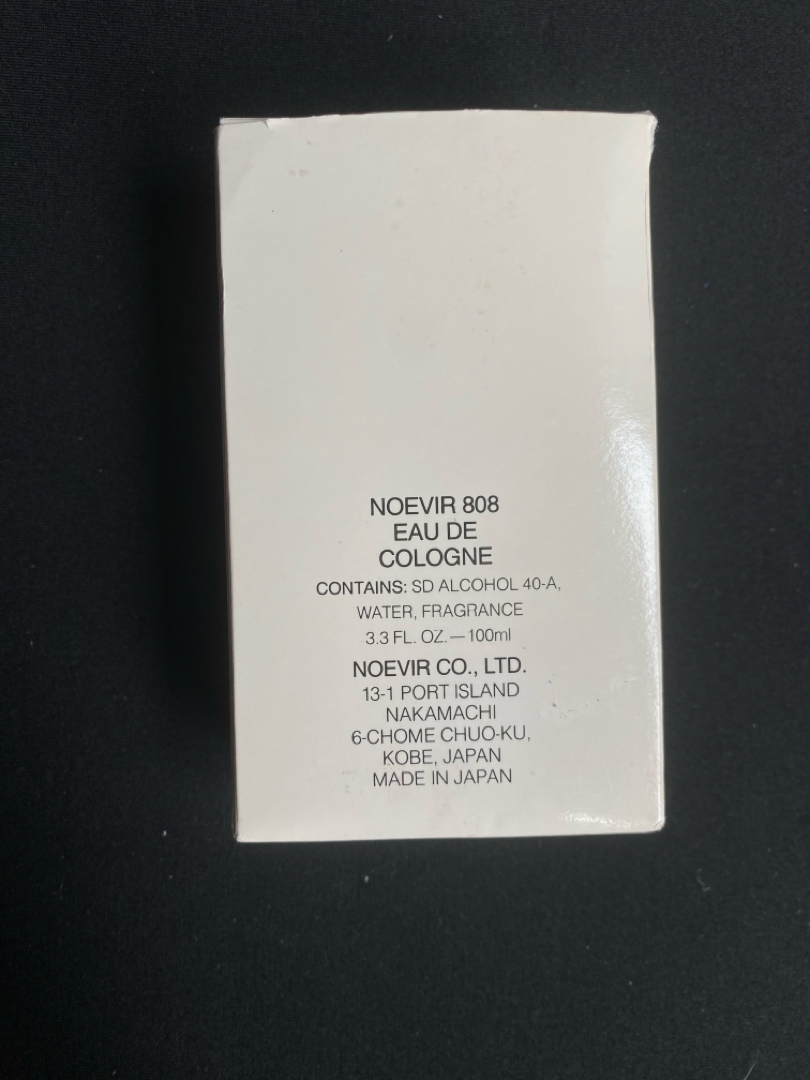 NOEVIR 808
EAU DE
COLOGNE
CONTAINS: SD ALCOHOL 40-A,
WATER, FRAGRANCE
3.3 FL. OZ.—100ml
NOEVIR CO., LTD.
13-1 PORT ISLAND
NAKAMACHI
6-CHOME CHUO-KU,
KOBE, JAPAN
MADE IN JAPAN